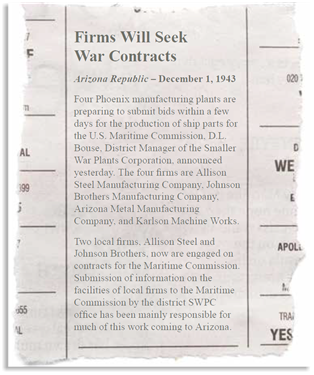 Firms Will Seek
War Contracts
Arizona Republic – December 1, 1943
Four Phoenix manufacturing plants are
preparing to submit bids within a few
days for the production of ship parts for
the U.S. Maritime Commission, D.L.
Bouse, District Manager of the Smaller
War Plants Corporation, announced
yesterday. The four firms are Allison
Steel Manufacturing Company, Johnson
Brothers Manufacturing Company,
Arizona Metal Manufacturing
Company, and Karlson Machine Works.
Two local firms, Allison Steel and
Johnson Brothers, now are engaged on
contracts for the Maritime Commission.
Submission of information on the
facilities of local firms to the Maritime
Commission by the district SWPC
office has been mainly responsible for
much of this work coming to Arizona.
F
AL
399
5
55
AL
020
WE
E
APOL
TRA
YES